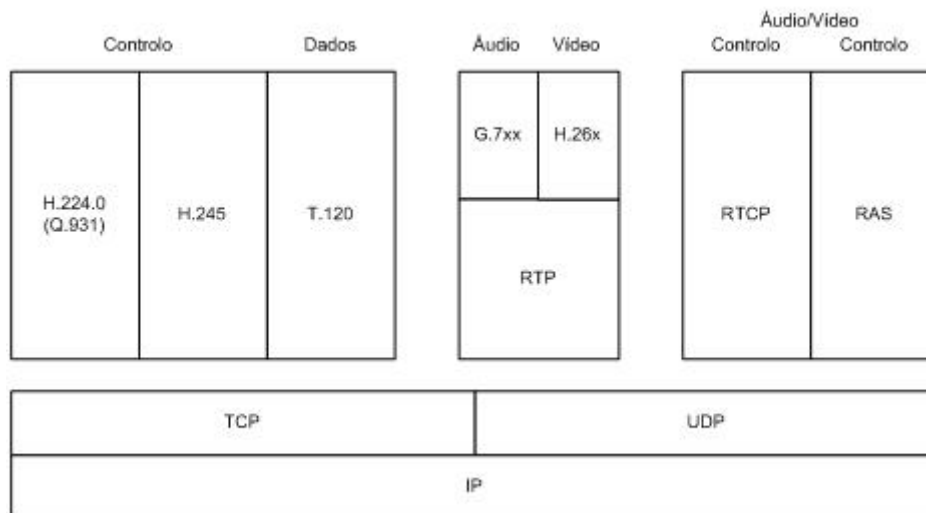 Áudio/Vídeo
Controlo
Dados
Áudio
Vídeo
Controlo
Controlo
G.7xx
H.26x
H.224.0
(Q.931)
H.245
T.120
RTP
RTCP
RAS
TCP
UDP
IP